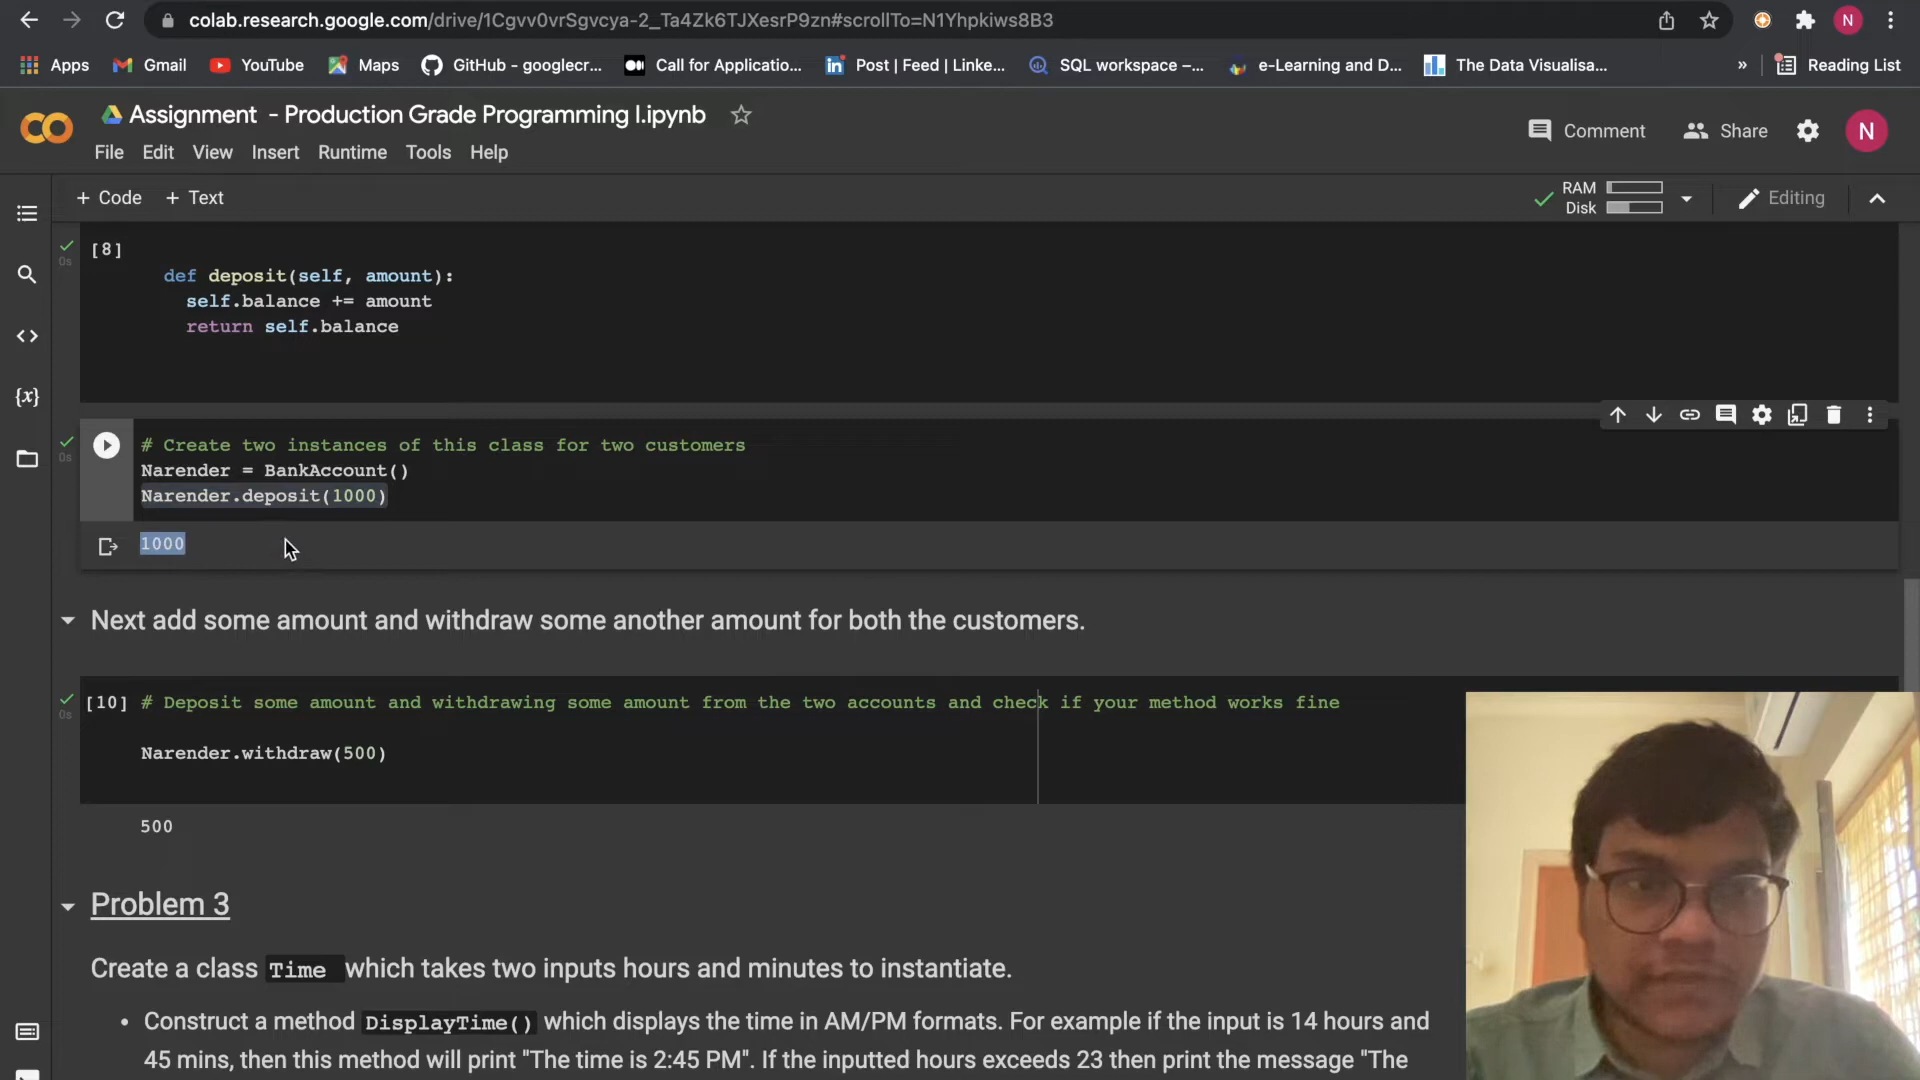 colab.research.google.com/drive/1Cgvv0vrSgvcya-2_Ta4Zk6TJXesrP9zn#scrollTo=N1Yhpkiws8B3
N
Apps Gmail YouTube Maps GitHub - googlecr... Call for Applicatio... Post | Feed | Linke... SQL workspace –... e-Learning and D... The Data Visualisa... » Reading List
Assignment - Production Grade Programming I.ipynb
Comment Share N
File Edit View Insert Runtime Tools Help
+ Code + Text
RAM
Disk
Editing
[8]
0s
def deposit(self, amount):
self.balance += amount
return self.balance
0s
# Create two instances of this class for two customers
Narender = BankAccount()
Narender.deposit(1000)
1000
Next add some amount and withdraw some another amount for both the customers.
[10] # Deposit some amount and withdrawing some amount from the two accounts and check if your method works fine
0s
Narender.withdraw(500)
500
Problem 3
Create a class Time which takes two inputs hours and minutes to instantiate.
• Construct a method DisplayTime() which displays the time in AM/PM formats. For example if the input is 14 hours and
45 mins, then this method will print "The time is 2:45 PM". If the inputted hours exceeds 23 then print the message "The